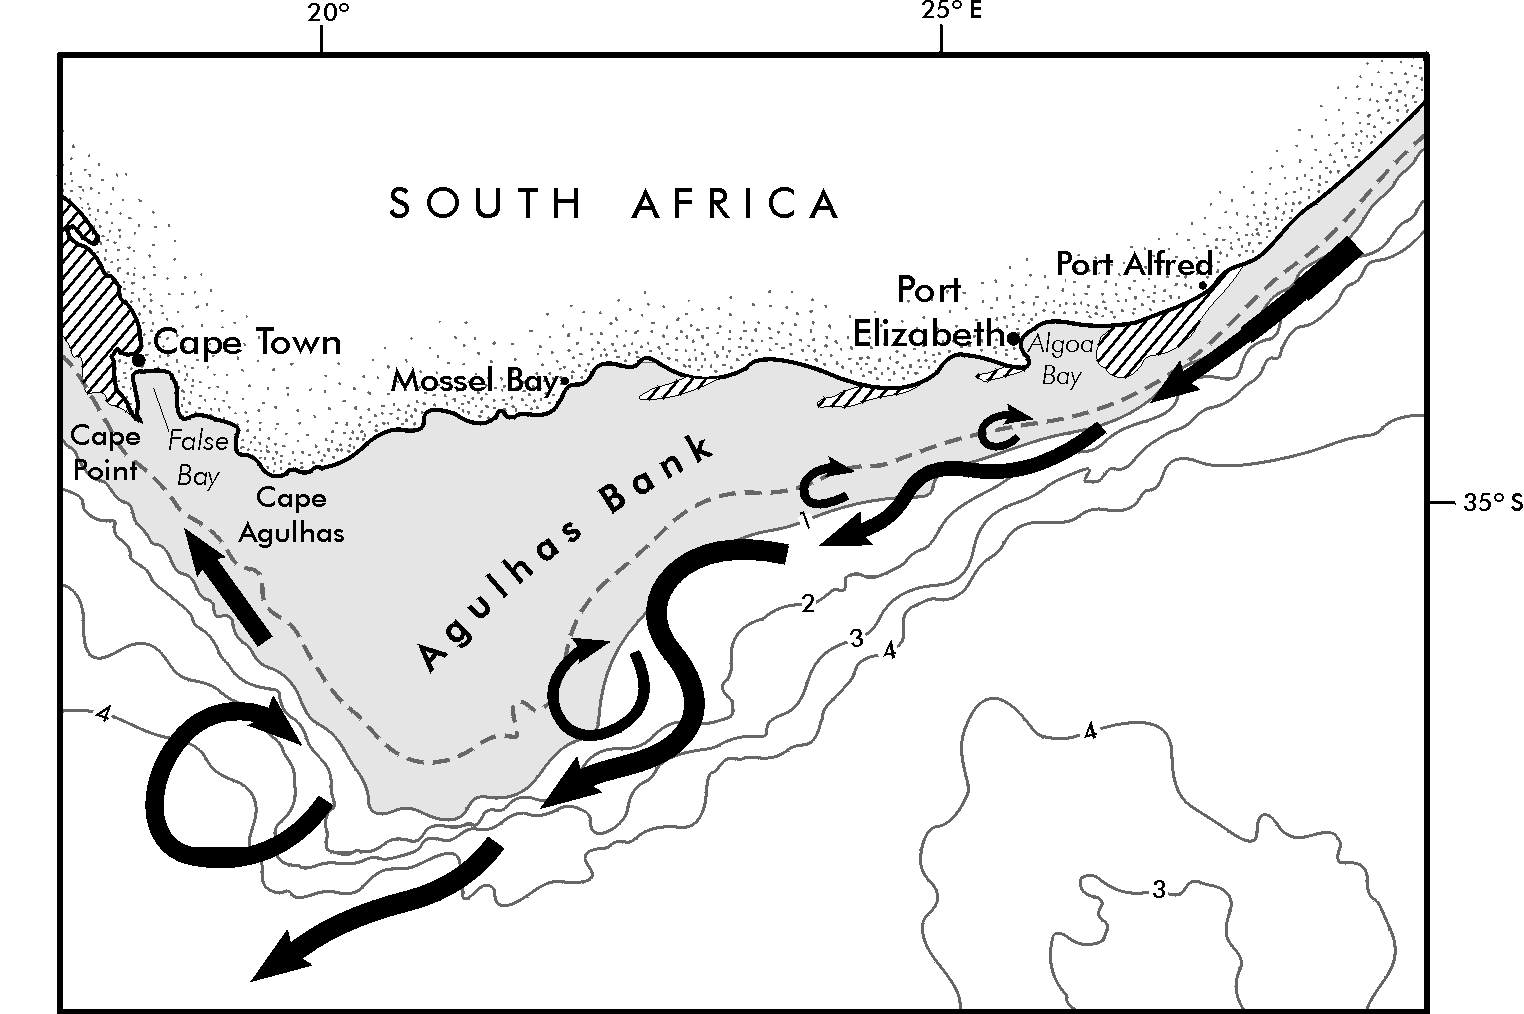 20°
25° E
SOUTH AFRICA
Port Alfred
Port
Elizabeth
Algoa
Bay
Cape Town
Mossel Bay
Cape
Point
False
Bay
Cape
Agulhas
Agulhas Bank
35° S
1
2
3
4
4
4
3